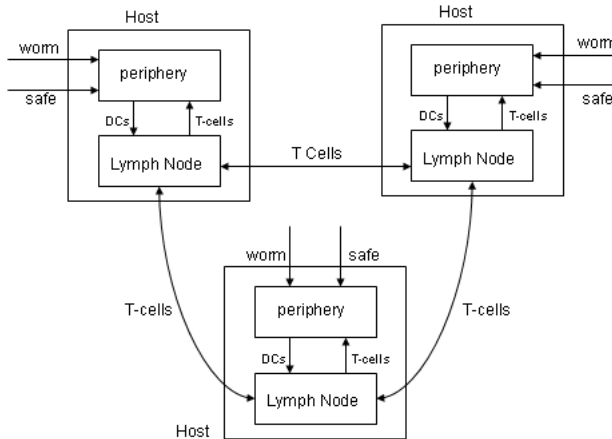 Host
worm
safe
periphery
DCs
T-cells
Lymph Node
Host
worm
safe
periphery
DCs
T-cells
Lymph Node
T Cells
T-cells
T-cells
worm
safe
periphery
DCs
T-cells
Lymph Node
Host